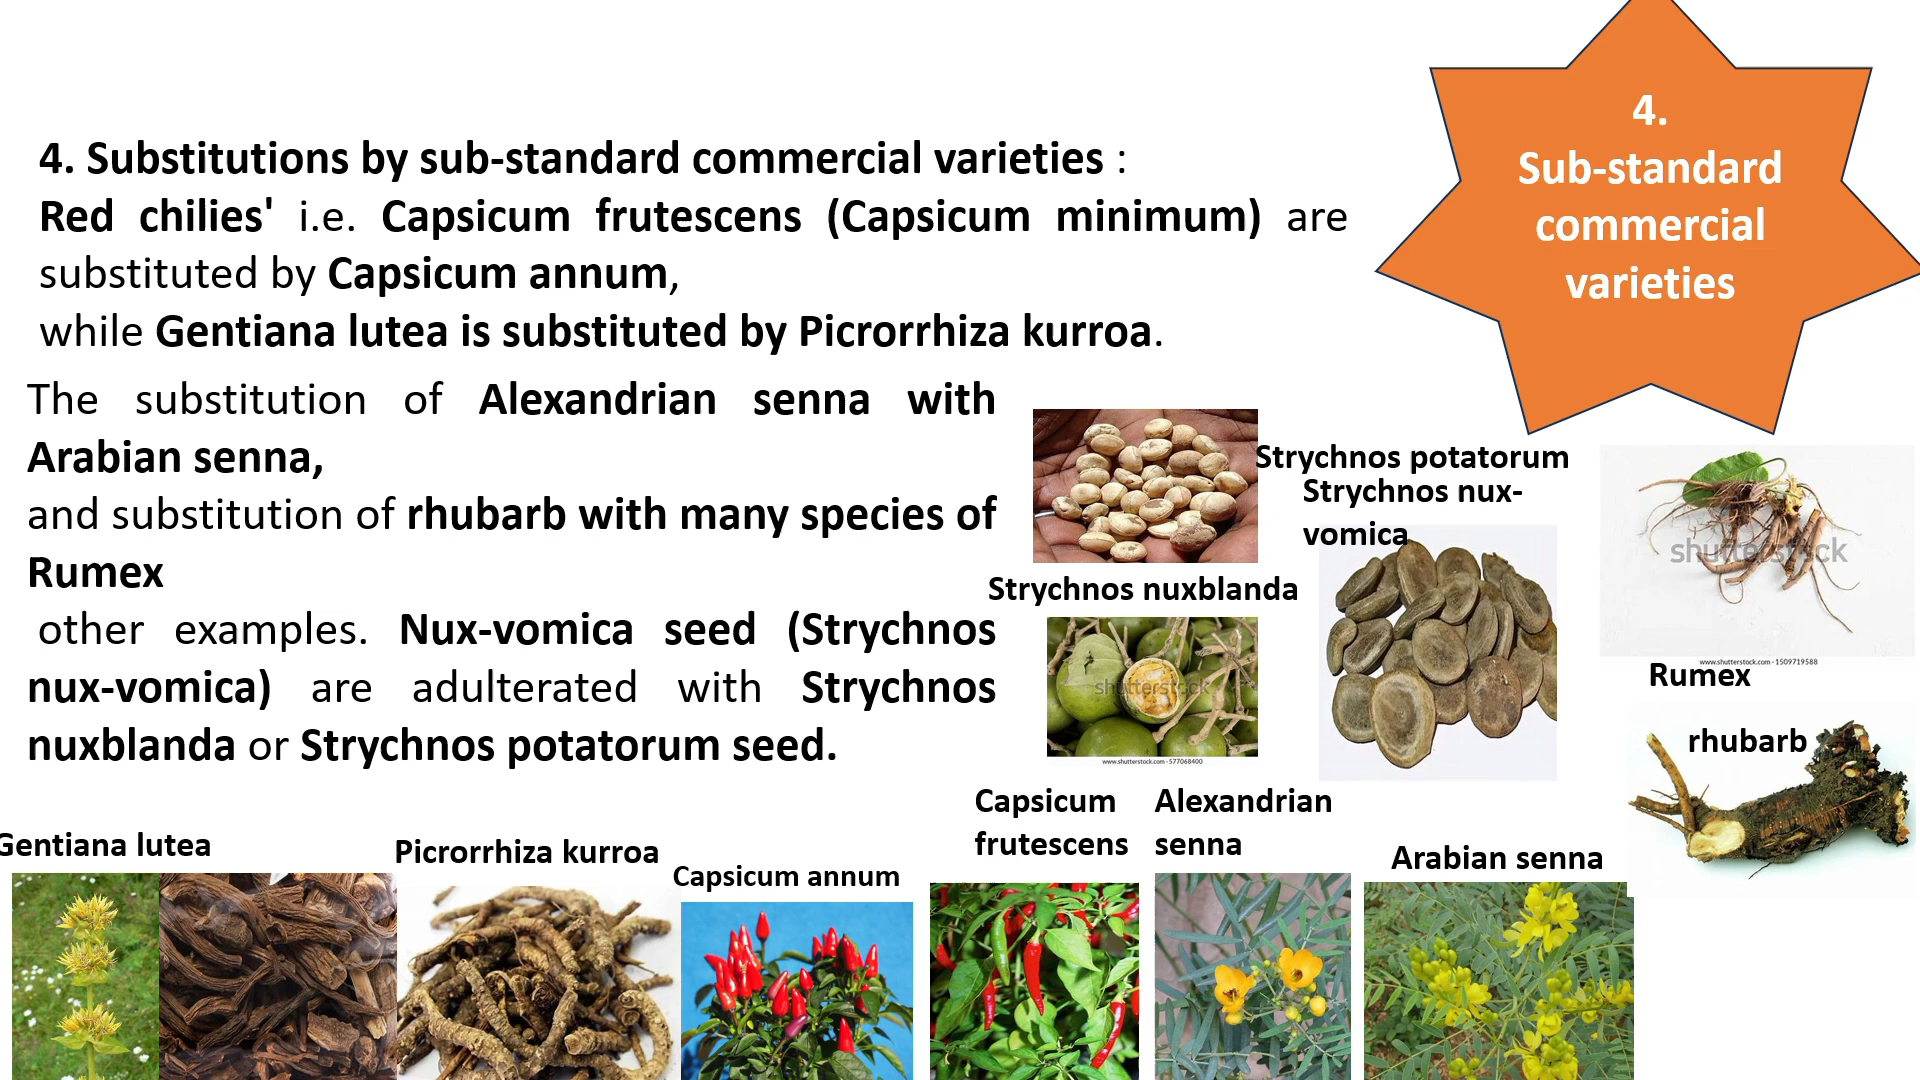 4.
Sub-standard
commercial
varieties
4. Substitutions by sub-standard commercial varieties :
Red chilies' i.e. Capsicum frutescens (Capsicum minimum) are
substituted by Capsicum annum,
while Gentiana lutea is substituted by Picrorrhiza kurroa.
The substitution of Alexandrian senna with
Arabian senna,
and substitution of rhubarb with many species of
Rumex
other examples. Nux-vomica seed (Strychnos
nux-vomica) are adulterated with Strychnos
nuxblanda or Strychnos potatorum seed.
Strychnos potatorum
Strychnos nux-
vomica
Strychnos nuxblanda
shutterstock
www.shutterstock.com · 577068400
shutterstock
www.shutterstock.com · 1509719588
Rumex
rhubarb
Gentiana lutea
Picrorrhiza kurroa
Capsicum annum
Capsicum
frutescens
Alexandrian
senna
Arabian senna